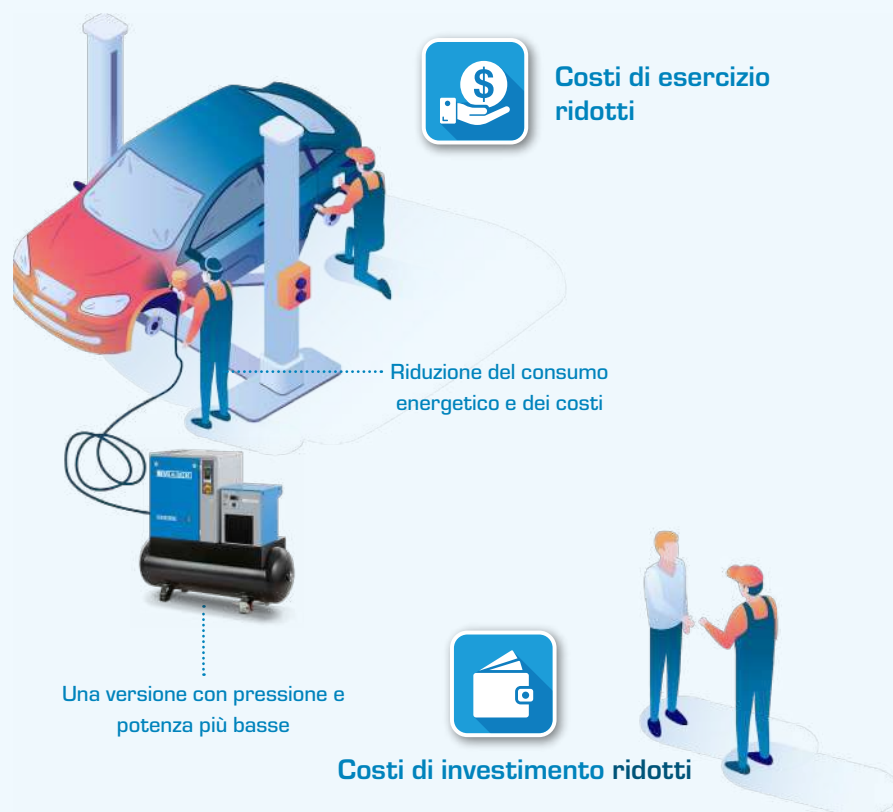 $
Costi di esercizio
ridotti
Riduzione del consumo
energetico e dei costi
Una versione con pressione e
potenza più basse
Costi di investimento ridotti